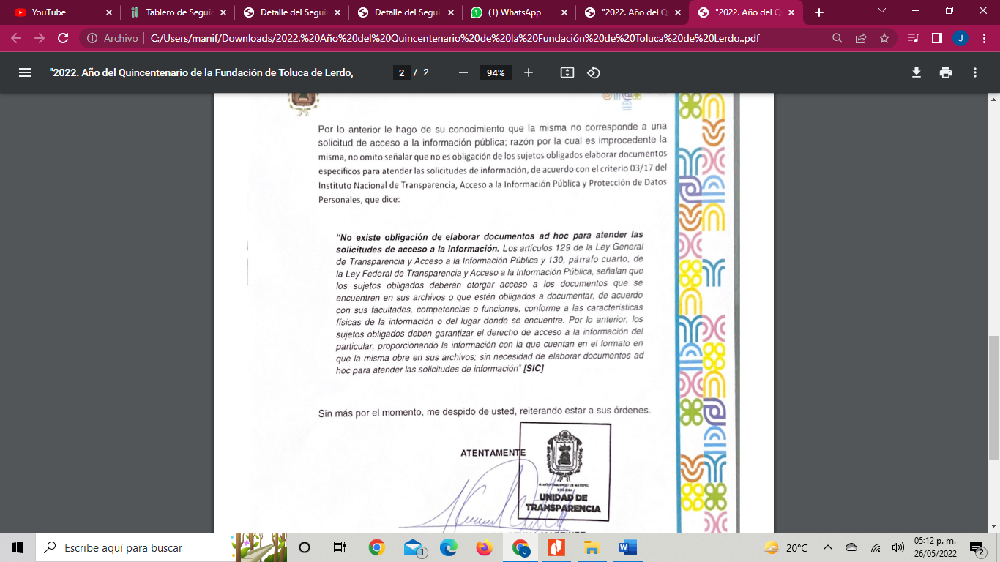 YouTube
Tablero de Seguim
Detalle del Seguim
Detalle del Seguim
(1) WhatsApp
"2022. Año del Q
"2022. Año del Q
Archivo
C:/Users/manif/Downloads/2022.%20Año%20del%20Quincentenario%20de%20la%20Fundación%20de%20Toluca%20de%20Lerdo,.pdf
J
"2022. Año del Quincentenario de la Fundación de Toluca de Lerdo,
2 / 2
94%
Por lo anterior le hago de su conocimiento que la misma no corresponde a una
solicitud de acceso a la información pública; razón por la cual es improcedente la
misma, no omito señalar que no es obligación de los sujetos obligados elaborar documentos
específicos para atender las solicitudes de información, de acuerdo con el criterio 03/17 del
Instituto Nacional de Transparencia, Acceso a la Información Pública y Protección de Datos
Personales, que dice:
“No existe obligación de elaborar documentos ad hoc para atender las
solicitudes de acceso a la información. Los artículos 129 de la Ley General
de Transparencia y Acceso a la Información Pública y 130, párrafo cuarto, de
la Ley Federal de Transparencia y Acceso a la Información Pública, señalan que
los sujetos obligados deberán otorgar acceso a los documentos que se
encuentren en sus archivos o que estén obligados a documentar, de acuerdo
con sus facultades, competencias o funciones, conforme a las características
físicas de la información o del lugar donde se encuentre. Por lo anterior, los
sujetos obligados deben garantizar el derecho de acceso a la información del
particular, proporcionando la información con la que cuentan en el formato en
que la misma obre en sus archivos; sin necesidad de elaborar documentos ad
hoc para atender las solicitudes de información” [SIC]
Sin más por el momento, me despido de usted, reiterando estar a sus órdenes.
ATENTAMENTE
H. AYUNTAMIENTO DE METEPEC
UNIDAD DE
TRANSPARENCIA
Escribe aquí para buscar
1
J
20°C
05:12 p. m.
26/05/2022
2